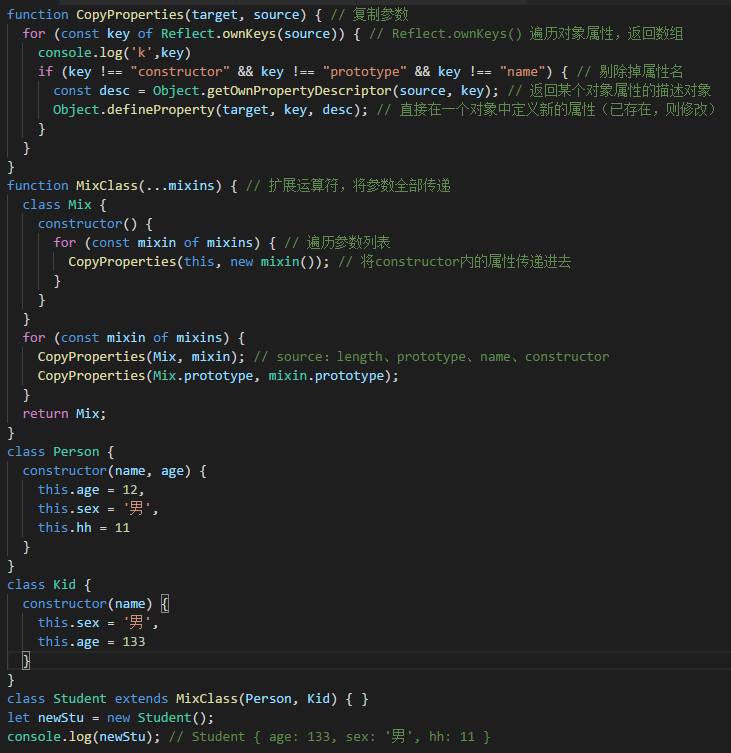 function CopyProperties(target, source) { // 复制参数
  for (const key of Reflect.ownKeys(source)) { // Reflect.ownKeys() 遍历对象属性，返回数组
    console.log('k',key)
    if (key !== "constructor" && key !== "prototype" && key !== "name") { // 剔除掉属性名
      const desc = Object.getOwnPropertyDescriptor(source, key); // 返回某个对象属性的描述对象
      Object.defineProperty(target, key, desc); // 直接在一个对象中定义新的属性（已存在，则修改）
    }
  }
}
function MixClass(...mixins) { // 扩展运算符，将参数全部传递
  class Mix {
    constructor() {
      for (const mixin of mixins) { // 遍历参数列表
        CopyProperties(this, new mixin()); // 将constructor内的属性传递进去
      }
    }
  }
  for (const mixin of mixins) {
    CopyProperties(Mix, mixin); // source：length、prototype、name、constructor
    CopyProperties(Mix.prototype, mixin.prototype);
  }
  return Mix;
}
class Person {
  constructor(name, age) {
    this.age = 12,
    this.sex = '男',
    this.hh = 11
  }
}
class Kid {
  constructor(name) {
    this.sex = '男',
    this.age = 133
  }
}
class Student extends MixClass(Person, Kid) { }
let newStu = new Student();
console.log(newStu); // Student { age: 133, sex: '男', hh: 11 }